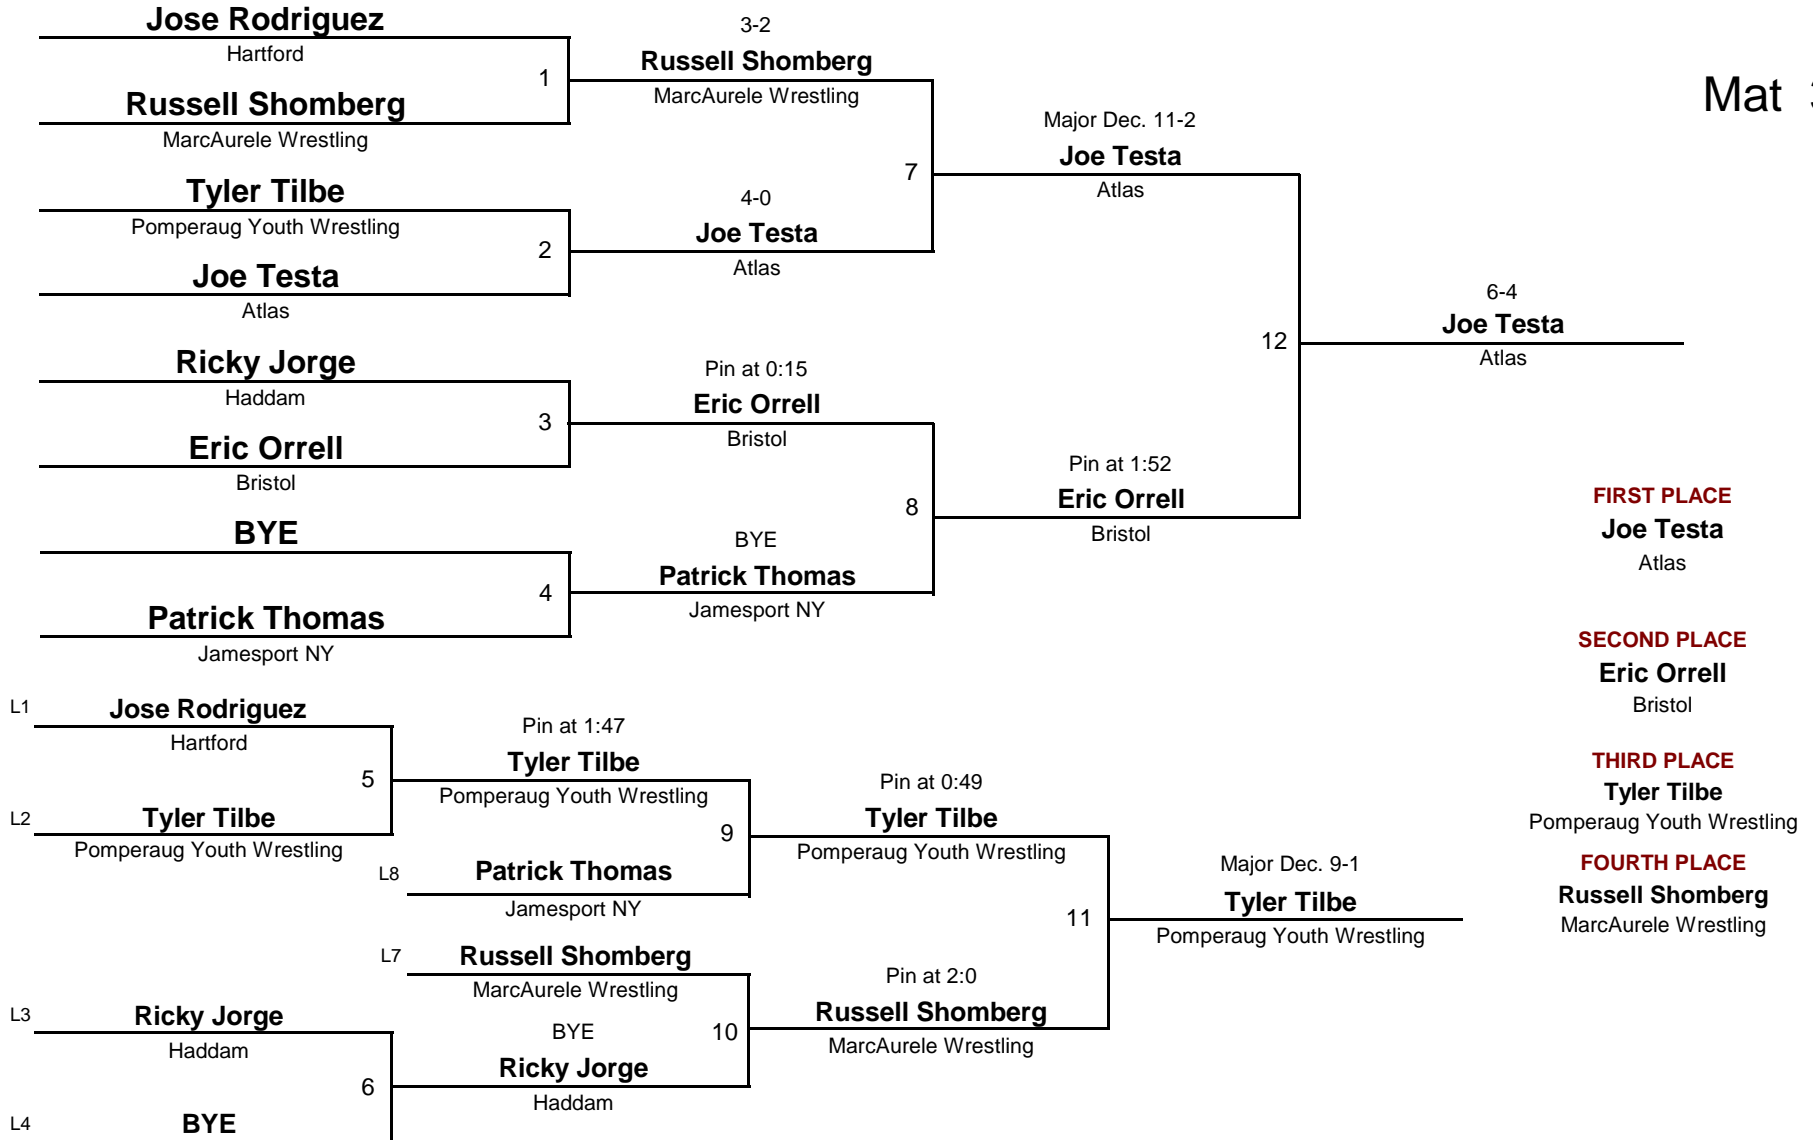 Jose Rodriguez
Hartford
1
Russell Shomberg
MarcAurele Wrestling
3-2
Russell Shomberg
MarcAurele Wrestling
Mat 3
Tyler Tilbe
Pomperaug Youth Wrestling
2
Joe Testa
Atlas
4-0
Joe Testa
Atlas
7
Major Dec. 11-2
Joe Testa
Atlas
Ricky Jorge
Haddam
3
Eric Orrell
Bristol
Pin at 0:15
Eric Orrell
Bristol
BYE
4
Patrick Thomas
Jamesport NY
BYE
Patrick Thomas
Jamesport NY
8
Pin at 1:52
Eric Orrell
Bristol
12
6-4
Joe Testa
Atlas
FIRST PLACE
Joe Testa
Atlas
SECOND PLACE
Eric Orrell
Bristol
THIRD PLACE
Tyler Tilbe
Pomperaug Youth Wrestling
FOURTH PLACE
Russell Shomberg
MarcAurele Wrestling
L1
Jose Rodriguez
Hartford
5
L2
Tyler Tilbe
Pomperaug Youth Wrestling
Pin at 1:47
Tyler Tilbe
Pomperaug Youth Wrestling
9
L8
Patrick Thomas
Jamesport NY
Pin at 0:49
Tyler Tilbe
Pomperaug Youth Wrestling
L7
Russell Shomberg
MarcAurele Wrestling
10
L3
Ricky Jorge
Haddam
6
L4
BYE
BYE
Ricky Jorge
Haddam
Pin at 2:0
Russell Shomberg
MarcAurele Wrestling
11
Major Dec. 9-1
Tyler Tilbe
Pomperaug Youth Wrestling